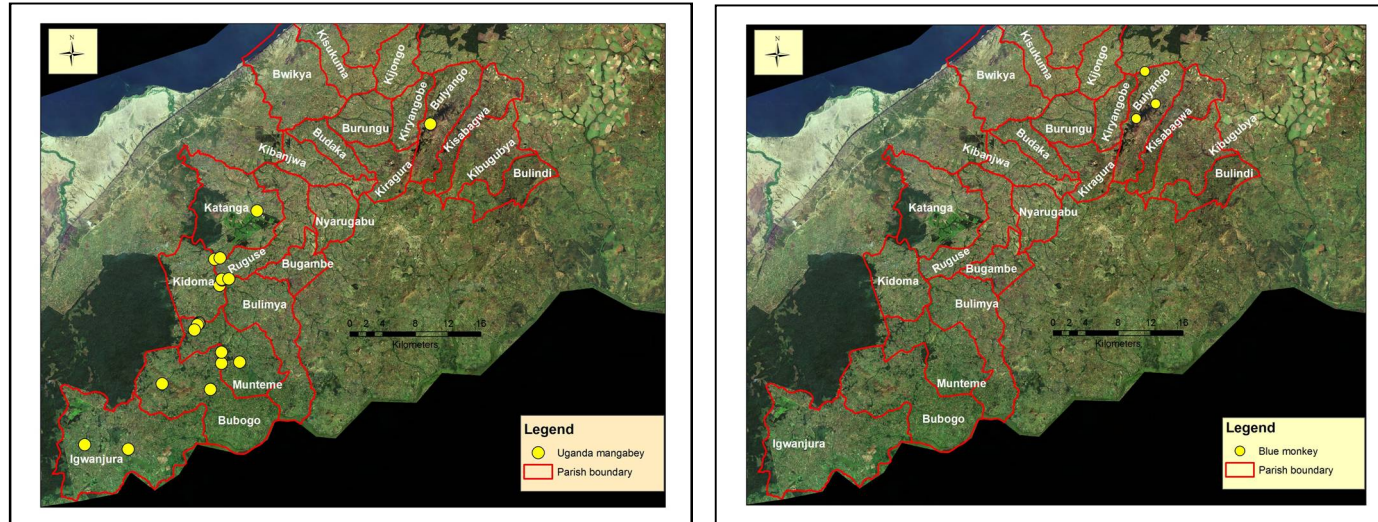 N
Kisukuma
Kijongo
Bwikya
Bulyango
Kiryangobe
Burungu
Kisabagwa
Budaka
Kibanjwa
Kibugubya
Kiragura
Bulindi
Katanga
Nyarugabu
Ruguse
Bugambe
Kidoma
Bulimya
0 2 4 8 12 16
Kilometers
Munteme
Bubogo
Igwanjura
Legend
Uganda mangabey
Parish boundary
N
Kisukuma
Kijongo
Bwikya
Bulyango
Kiryangobe
Burungu
Kisabagwa
Budaka
Kibanjwa
Kibugubya
Kiragura
Bulindi
Katanga
Nyarugabu
Ruguse
Bugambe
Kidoma
Bulimya
0 2 4 8 12 16
Kilometers
Munteme
Bubogo
Igwanjura
Legend
Blue monkey
Parish boundary